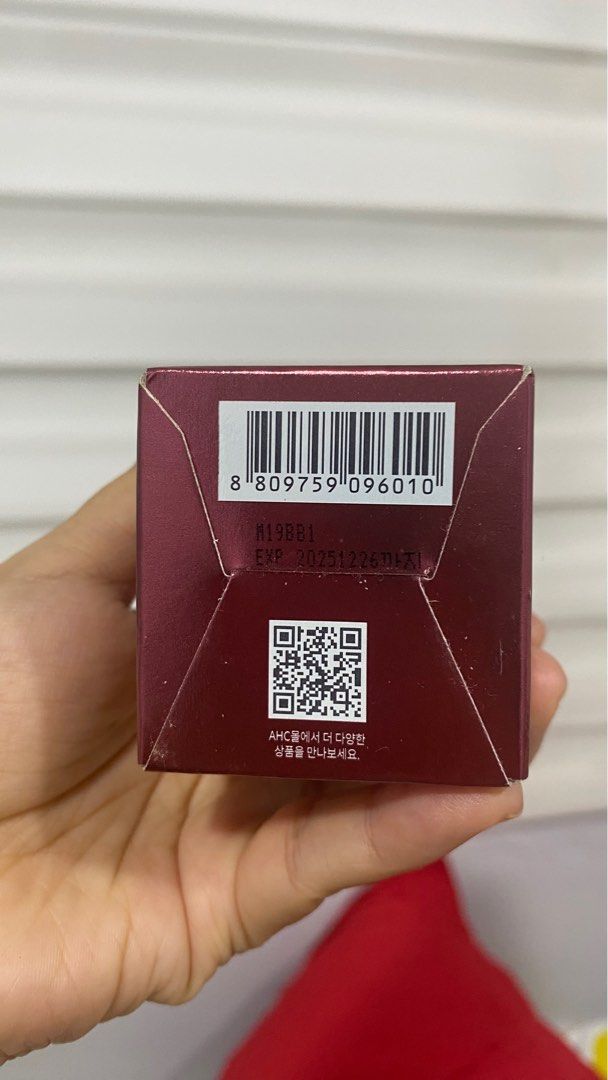 8 809759 096010
M19BB1
EXP 20251226까지
AHC몰에서 더 다양한
상품을 만나보세요.